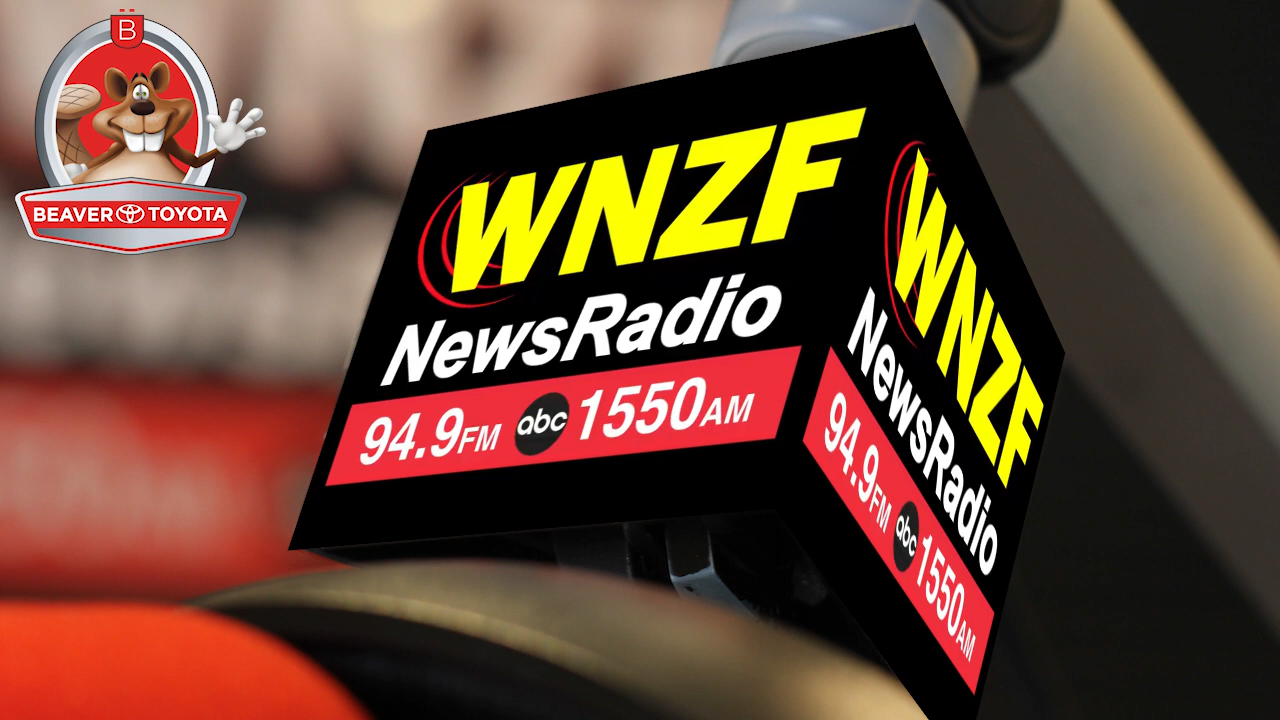 B̈
BEAVER TOYOTA
WNZF
NewsRadio
94.9FM abc 1550AM
WNZF
NewsRadio
94.9FM abc 1550AM